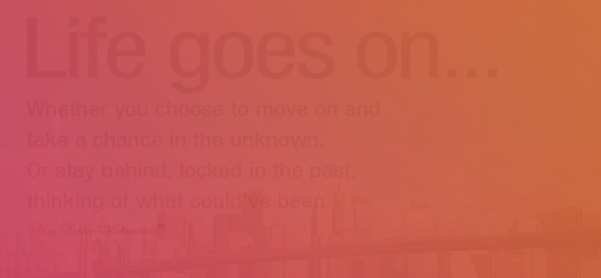 Life goes on...
Whether you choose to move on and
take a chance in the unknown.
Or stay behind, locked in the past,
thinking of what could've been.